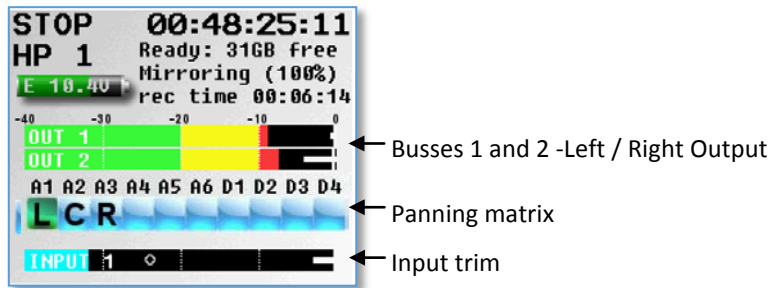 STOP 00:48:25:11
HP 1 Ready: 31GB free
Mirroring (100%)
E 10.4V
rec time 00:06:14
-40 -30 -20 -10 0
OUT 1
OUT 2
Busses 1 and 2 -Left / Right Output
A1 A2 A3 A4 A5 A6 D1 D2 D3 D4
L C R
Panning matrix
INPUT 1
Input trim